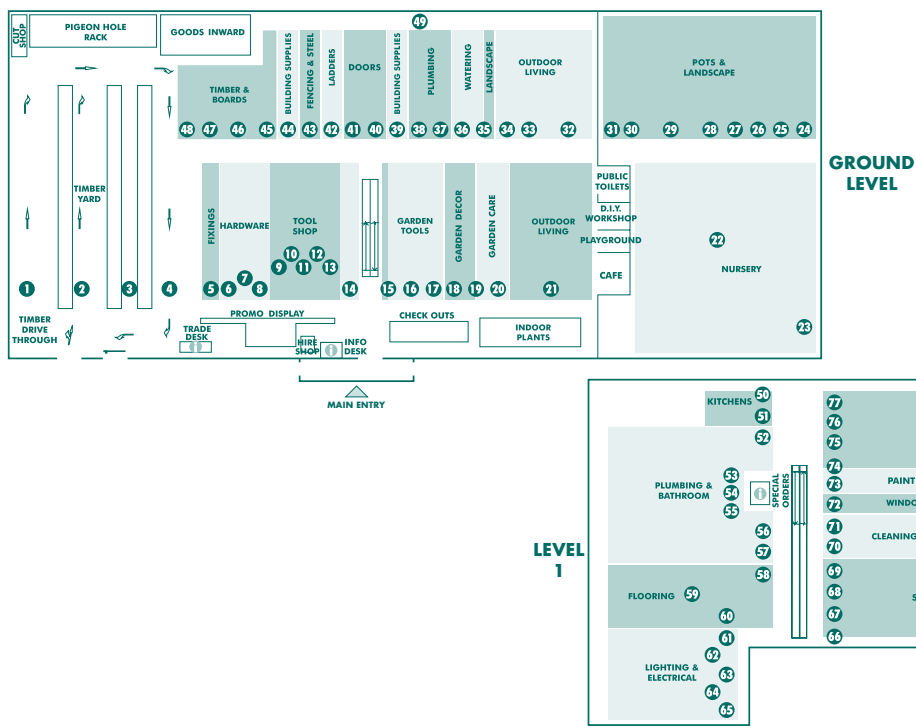 CUT
SHOP
PIGEON HOLE
RACK
GOODS INWARD
49
TIMBER &
BOARDS
BUILDING SUPPLIES
FENCING & STEEL
LADDERS
DOORS
BUILDING SUPPLIES
PLUMBING
WATERING
LANDSCAPE
OUTDOOR
LIVING
POTS &
LANDSCAPE
48 47 46 45 44 43 42 41 40 39 38 37 36 35 34 33 32 31 30 29 28 27 26 25 24
GROUND
LEVEL
TIMBER
YARD
FIXINGS
HARDWARE
TOOL
SHOP
GARDEN
TOOLS
GARDEN DECOR
GARDEN CARE
OUTDOOR
LIVING
PUBLIC
TOILETS
D.I.Y.
WORKSHOP
PLAYGROUND
CAFE
22
NURSERY
23
1 2 3 4 5 6 7 8 9 10 11 12 13 14 15 16 17 18 19 20 21
TIMBER
DRIVE
THROUGH
TRADE
DESK
PROMO DISPLAY
HIRE
SHOP
INFO
DESK
i
i
CHECK OUTS
INDOOR
PLANTS
MAIN ENTRY
LEVEL
1
KITCHENS
50
51
52
PLUMBING &
BATHROOM
53
54
55
i
SPECIAL
ORDERS
56
57
58
FLOORING
59
60
61
LIGHTING &
ELECTRICAL
62
63
64
65
77
76
75
74
73
PAINT
72
WINDO
71
70
CLEANING
69
68
S
67
66